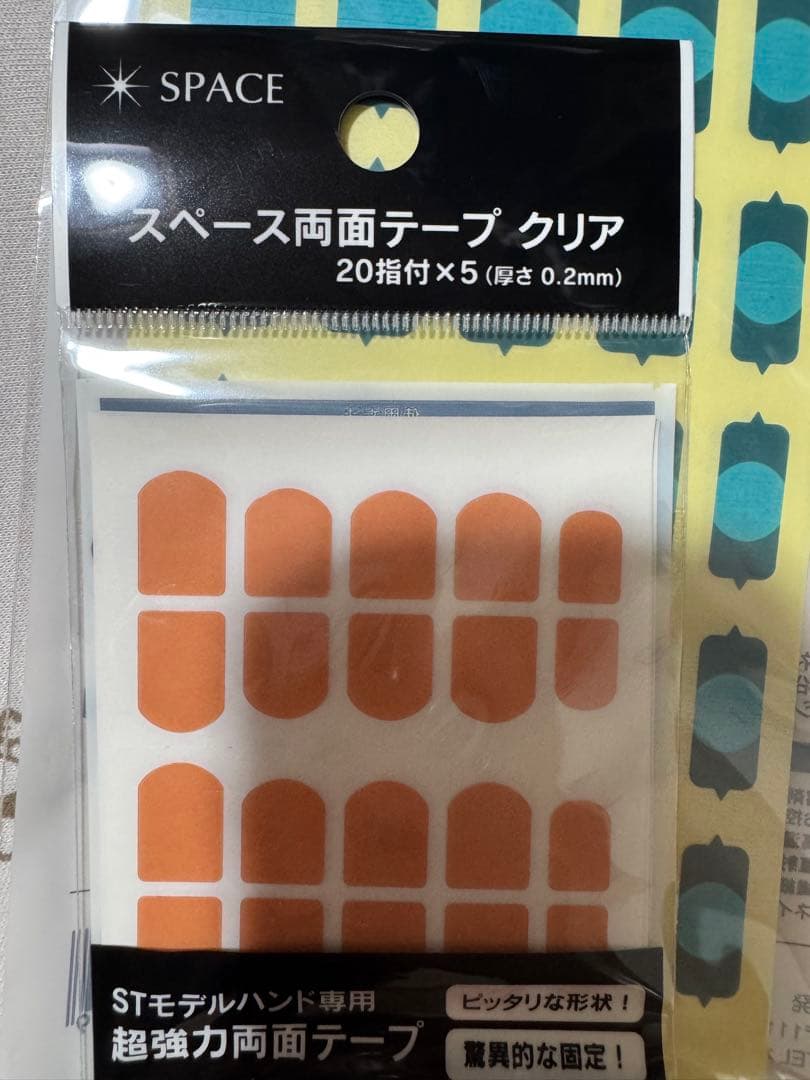 SPACE
スペース両面テープ クリア
20指付×5（厚さ 0.2mm）
STモデルハンド専用
超強力両面テープ
ピッタリな形状！
驚異的な固定！